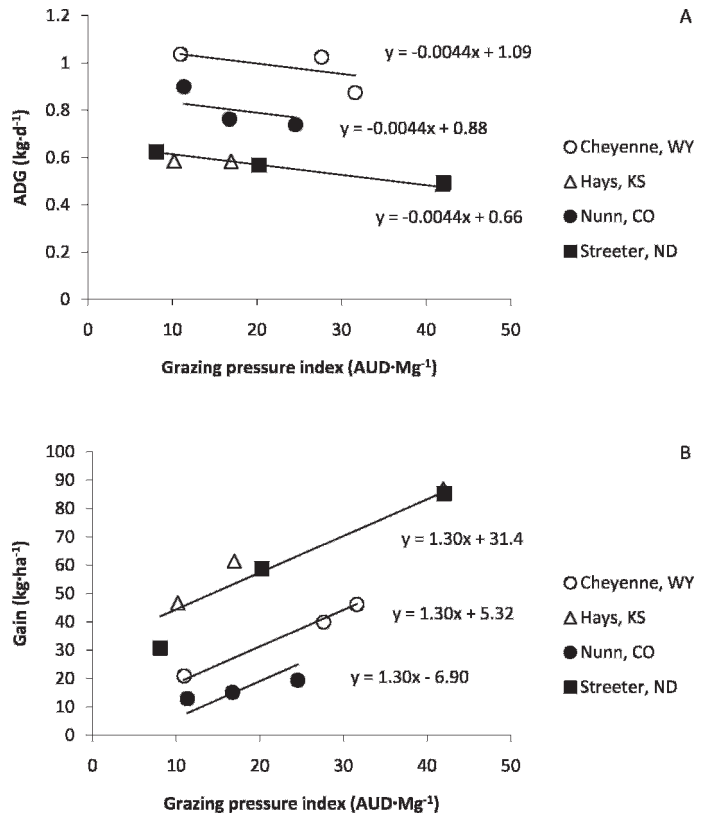 A
1.2
1
0.8
0.6
0.4
0.2
0
ADG (kg·d⁻¹)
y = -0.0044x + 1.09
y = -0.0044x + 0.88
y = -0.0044x + 0.66
Cheyenne, WY
Hays, KS
Nunn, CO
Streeter, ND
0 10 20 30 40 50
Grazing pressure index (AUD·Mg⁻¹)
B
100
90
80
70
60
50
40
30
20
10
0
Gain (kg·ha⁻¹)
y = 1.30x + 31.4
y = 1.30x + 5.32
y = 1.30x - 6.90
Cheyenne, WY
Hays, KS
Nunn, CO
Streeter, ND
0 10 20 30 40 50
Grazing pressure index (AUD·Mg⁻¹)